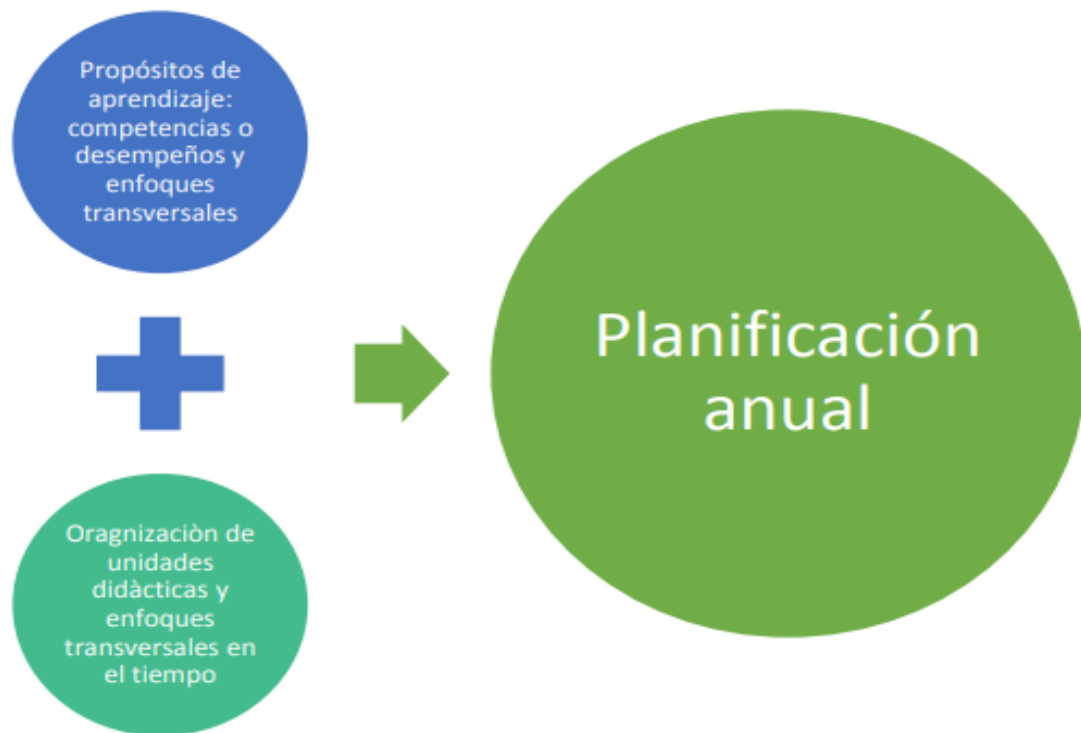 Propósitos de
aprendizaje:
competencias o
desempeños y
enfoques
transversales
Oragnizaciòn de
unidades
didàcticas y
enfoques
transversales en
el tiempo
Planificación
anual